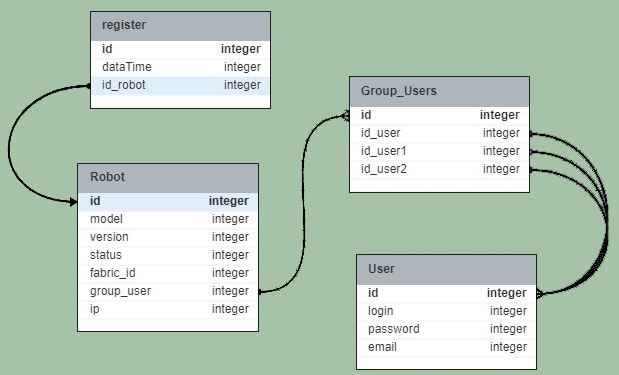 register
id integer
dataTime integer
id_robot integer
Group_Users
id integer
id_user integer
id_user1 integer
id_user2 integer
Robot
id integer
model integer
version integer
status integer
fabric_id integer
group_user integer
ip integer
User
id integer
login integer
password integer
email integer